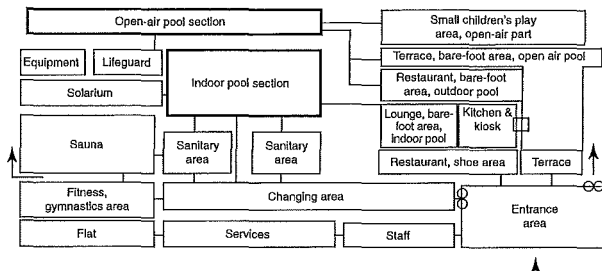 Open-air pool section
Small children's play
area, open-air part
Terrace, bare-foot area, open air pool
Equipment
Lifeguard
Indoor pool section
Restaurant, bare-foot
area, outdoor pool
Solarium
Lounge, bare-
foot area,
indoor pool
Kitchen &
kiosk
Sauna
Sanitary
area
Sanitary
area
Restaurant, shoe area
Terrace
Fitness,
gymnastics area
Changing area
Entrance
area
Flat
Services
Staff